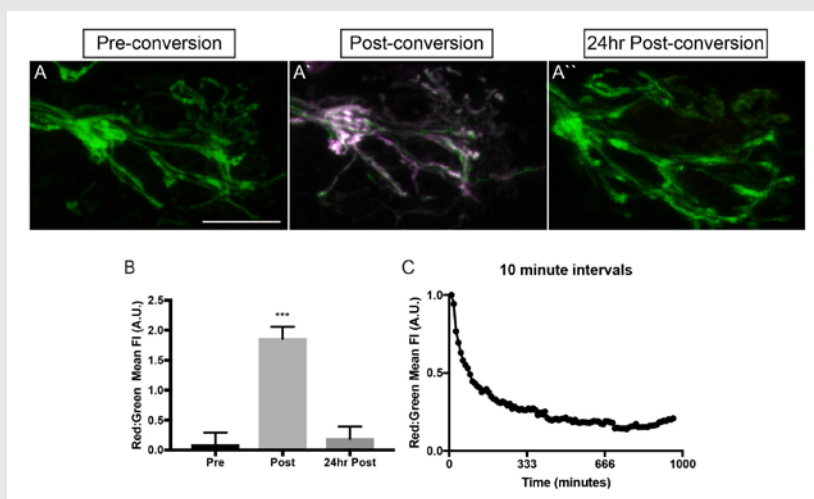 Pre-conversion
Post-conversion
24hr Post-conversion
A
A`
A``
B
Red:Green Mean FI (A.U.)
2.5
2.0
1.5
1.0
0.5
0.0
***
Pre
Post
24hr Post
C
10 minute intervals
Red:Green Mean FI (A.U.)
1.0
0.5
0.0
0
333
666
1000
Time (minutes)